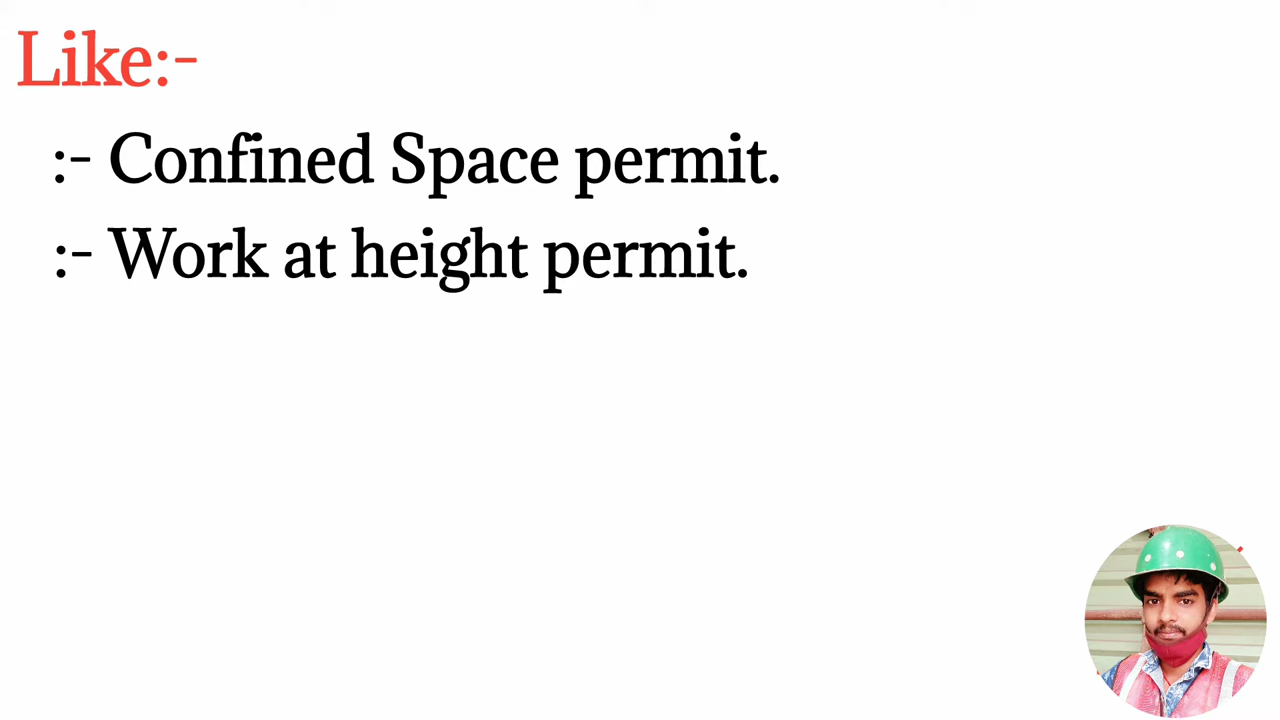 Like:-
:- Confined Space permit.
:- Work at height permit.